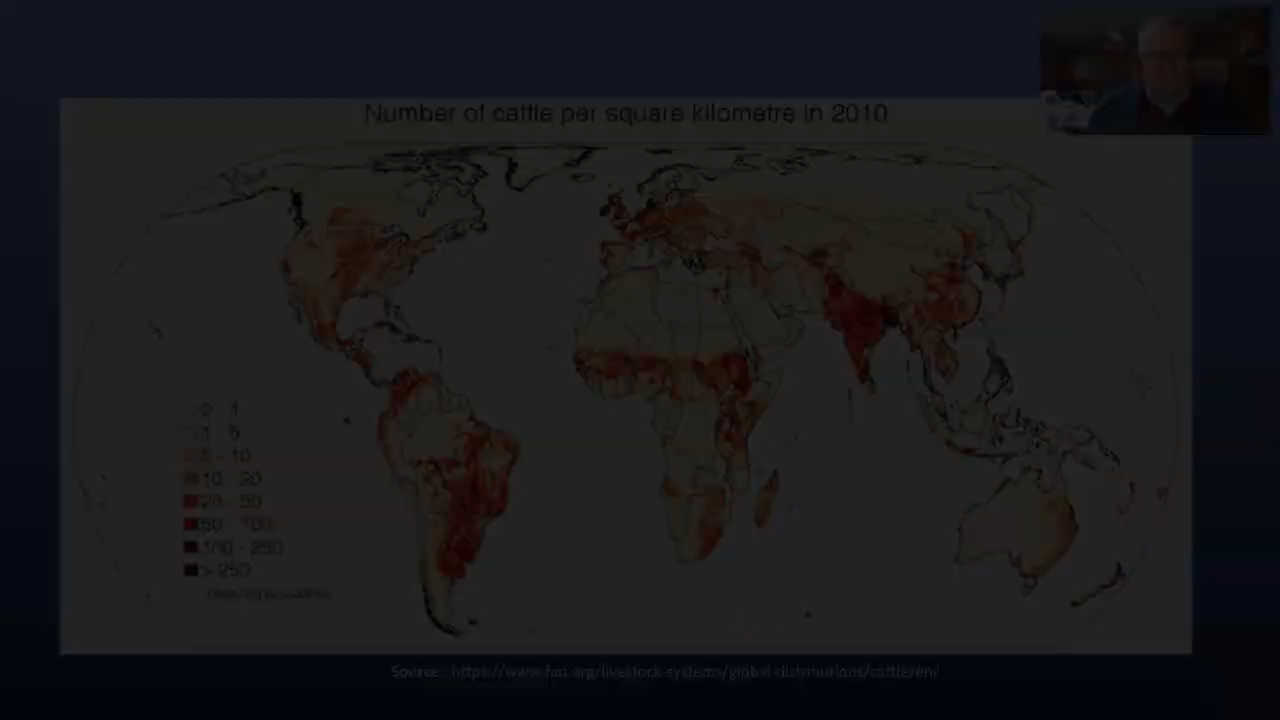 Number of cattle per square kilometre in 2010
0 - 1
1 - 5
5 - 10
10 - 20
20 - 50
50 - 100
100 - 250
> 250
Source: https://www.fao.org/livestock-systems/global-distributions/cattle/en/